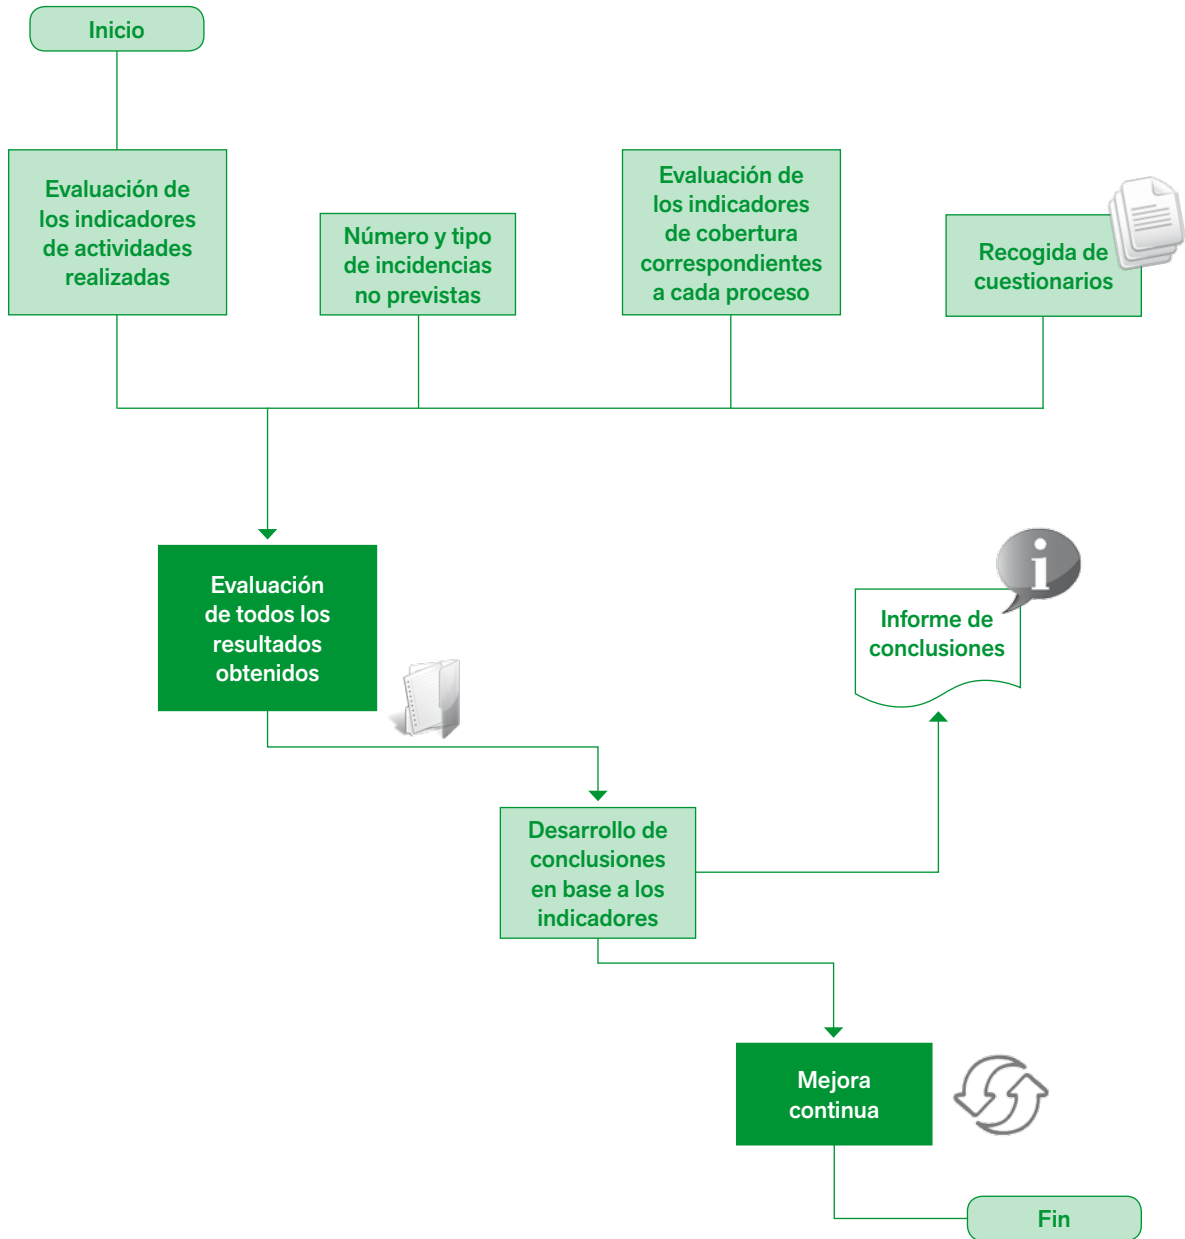 Inicio
Evaluación de
los indicadores
de actividades
realizadas
Número y tipo
de incidencias
no previstas
Evaluación de
los indicadores
de cobertura
correspondientes
a cada proceso
Recogida de
cuestionarios
Evaluación
de todos los
resultados
obtenidos
Informe de
conclusiones
Desarrollo de
conclusiones
en base a los
indicadores
Mejora
continua
Fin